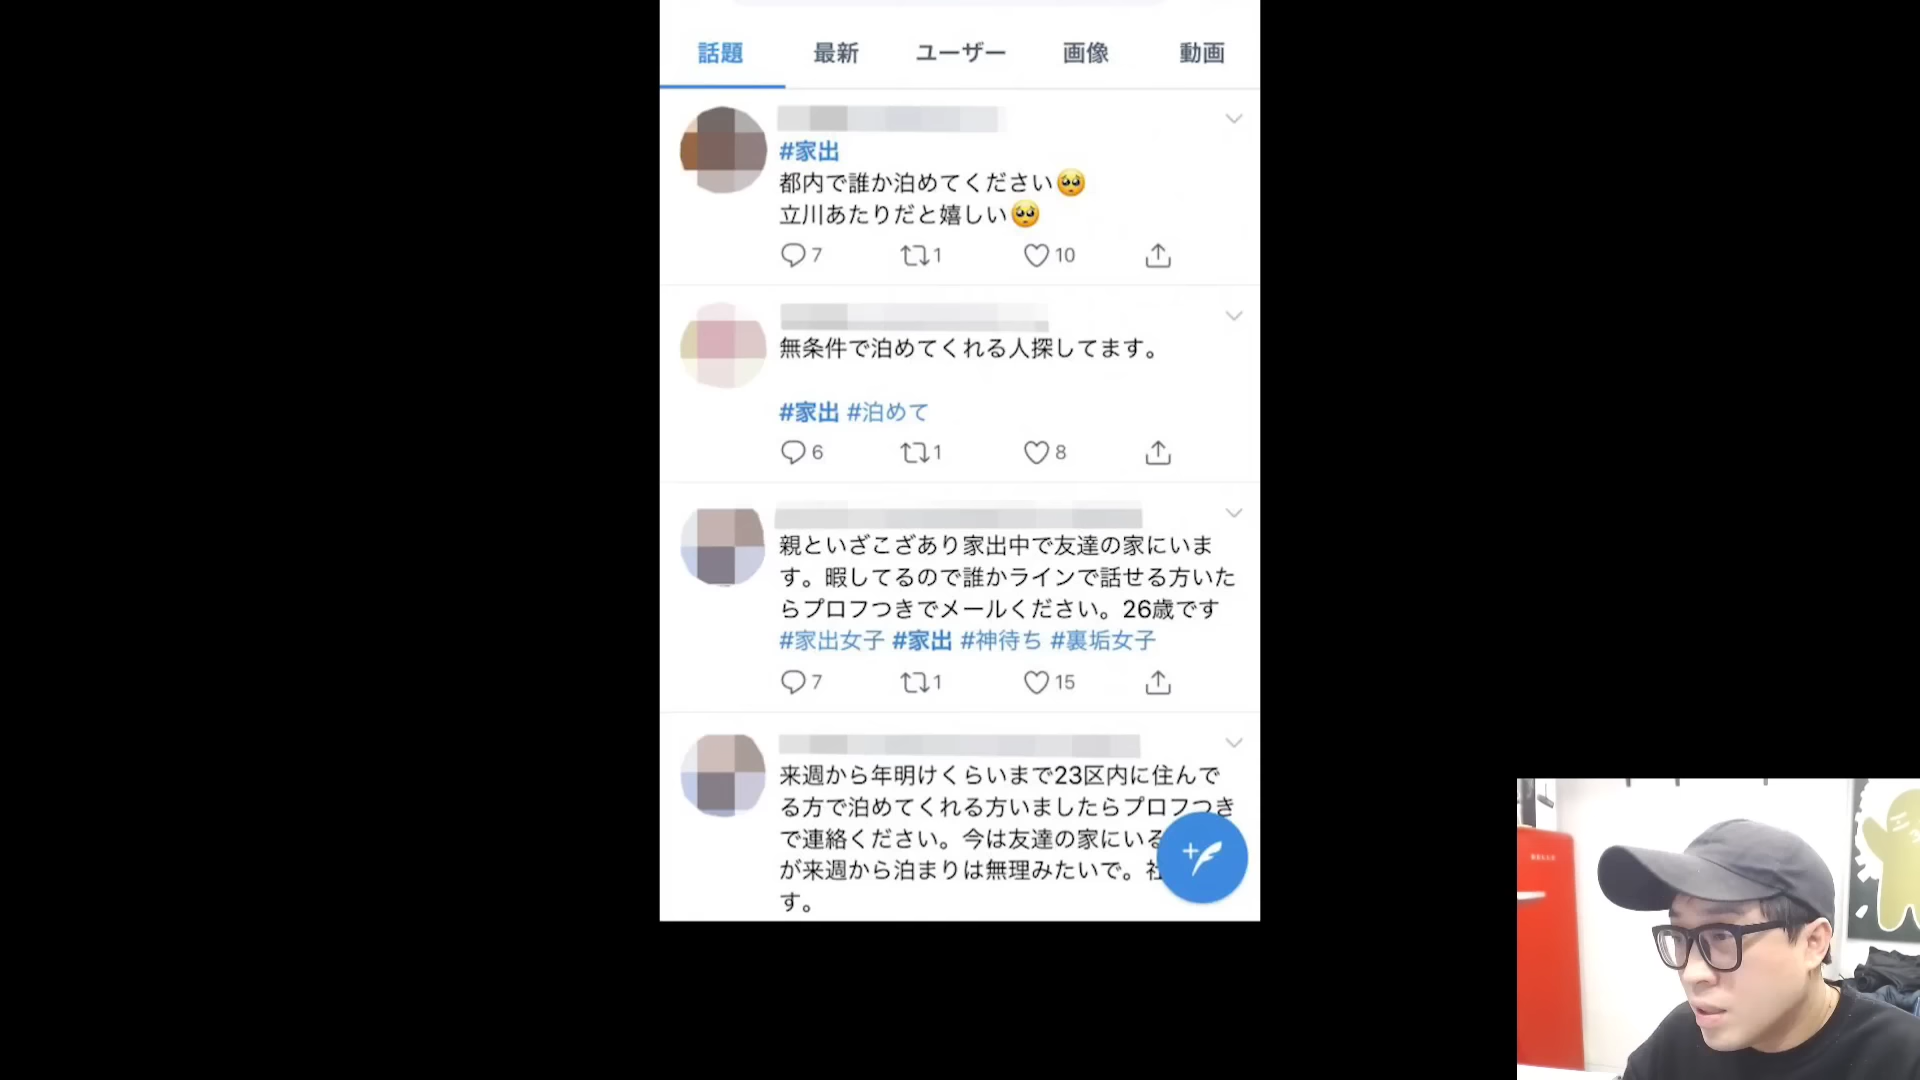 話題 最新 ユーザー 画像 動画
#家出
都内で誰か泊めてください🥺
立川あたりだと嬉しい🥺
7 1 10
無条件で泊めてくれる人探してます。
#家出 #泊めて
6 1 8
親といざこざあり家出中で友達の家にいま
す。暇してるので誰かラインで話せる方いた
らプロフつきでメールください。26歳です
#家出女子 #家出 #神待ち #裏垢女子
7 1 15
来週から年明けくらいまで23区内に住んで
る方で泊めてくれる方いましたらプロフつき
で連絡ください。今は友達の家にいる
が来週から泊まりは無理みたいで。
す。